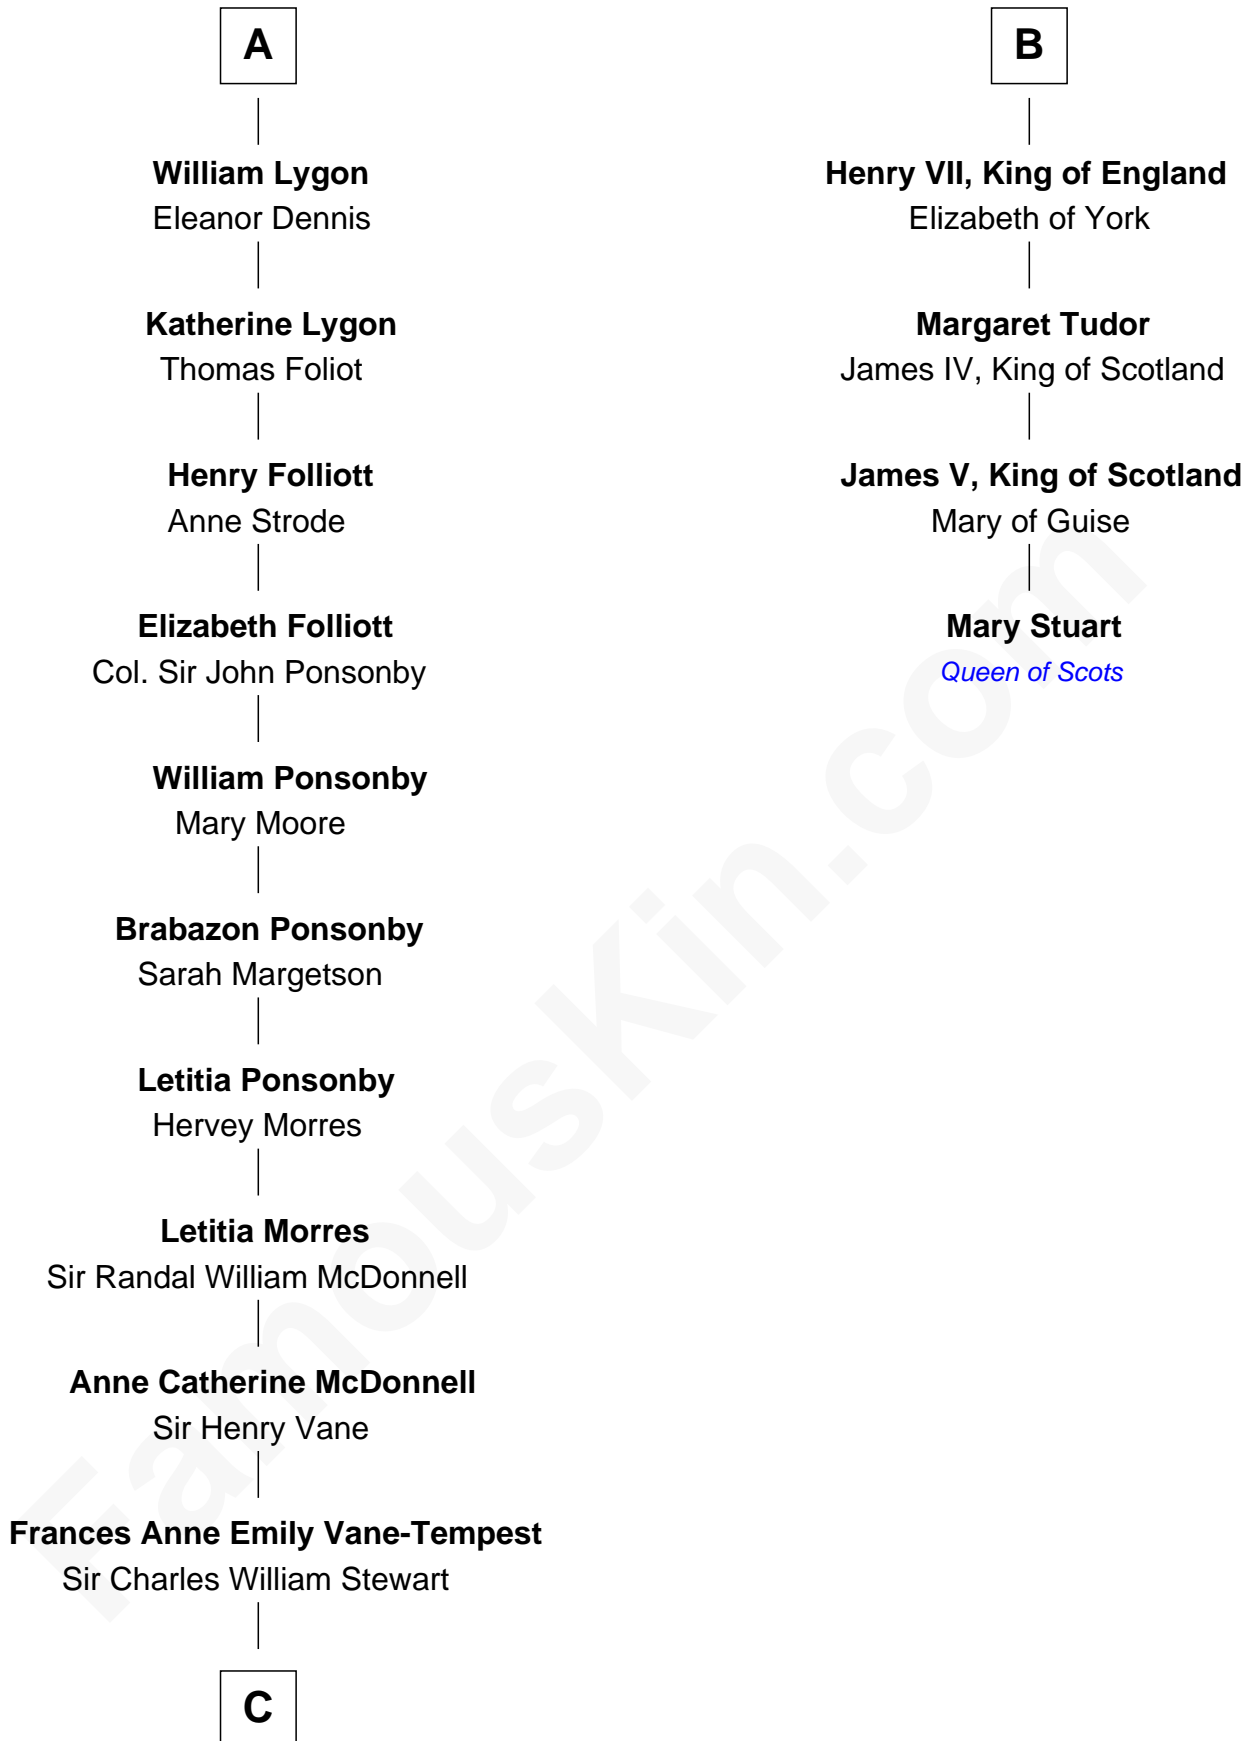 A
William Lygon
Eleanor Dennis
Katherine Lygon
Thomas Foliot
Henry Folliott
Anne Strode
Elizabeth Folliott
Col. Sir John Ponsonby
William Ponsonby
Mary Moore
Brabazon Ponsonby
Sarah Margetson
Letitia Ponsonby
Hervey Morres
Letitia Morres
Sir Randal William McDonnell
Anne Catherine McDonnell
Sir Henry Vane
Frances Anne Emily Vane-Tempest
Sir Charles William Stewart
C
B
Henry VII, King of England
Elizabeth of York
Margaret Tudor
James IV, King of Scotland
James V, King of Scotland
Mary of Guise
Mary Stuart
Queen of Scots
FamousKin.com